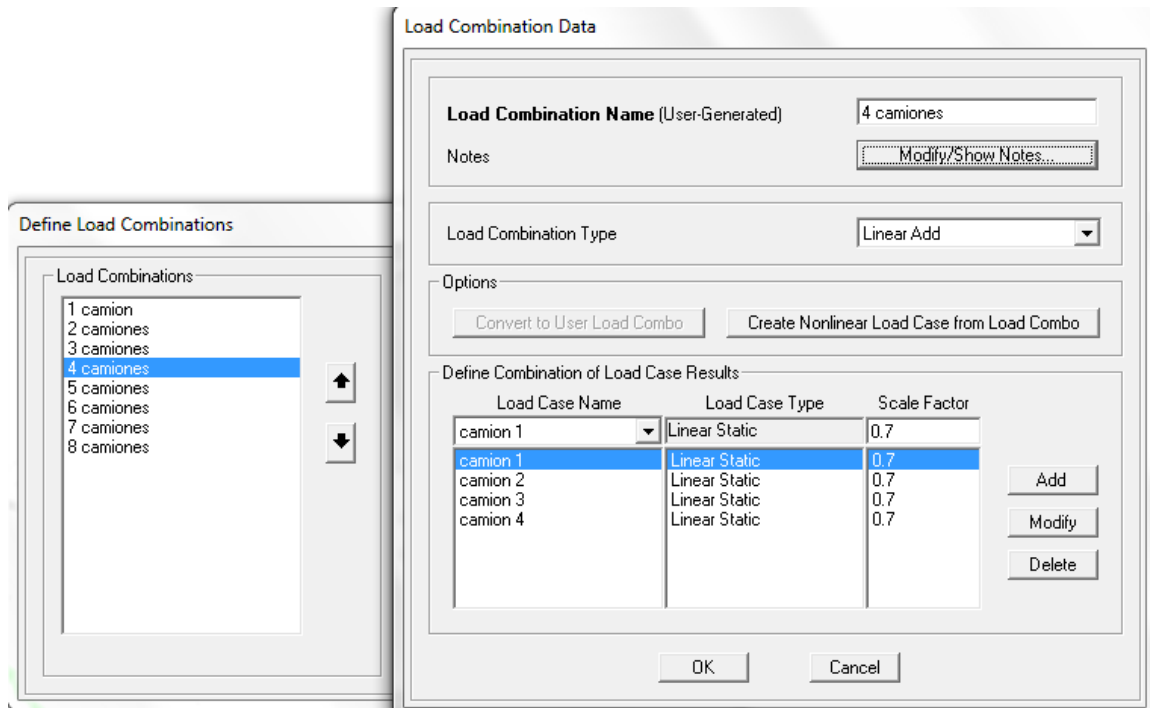 Load Combination Data
Load Combination Name (User-Generated) 4 camiones
Notes Modify/Show Notes...
Load Combination Type Linear Add
Options
Convert to User Load Combo Create Nonlinear Load Case from Load Combo
Define Combination of Load Case Results
Load Case Name Load Case Type Scale Factor
camion 1 Linear Static 0.7
camion 1 Linear Static 0.7
camion 2 Linear Static 0.7
camion 3 Linear Static 0.7
camion 4 Linear Static 0.7
Add
Modify
Delete
OK Cancel
Define Load Combinations
Load Combinations
1 camion
2 camiones
3 camiones
4 camiones
5 camiones
6 camiones
7 camiones
8 camiones